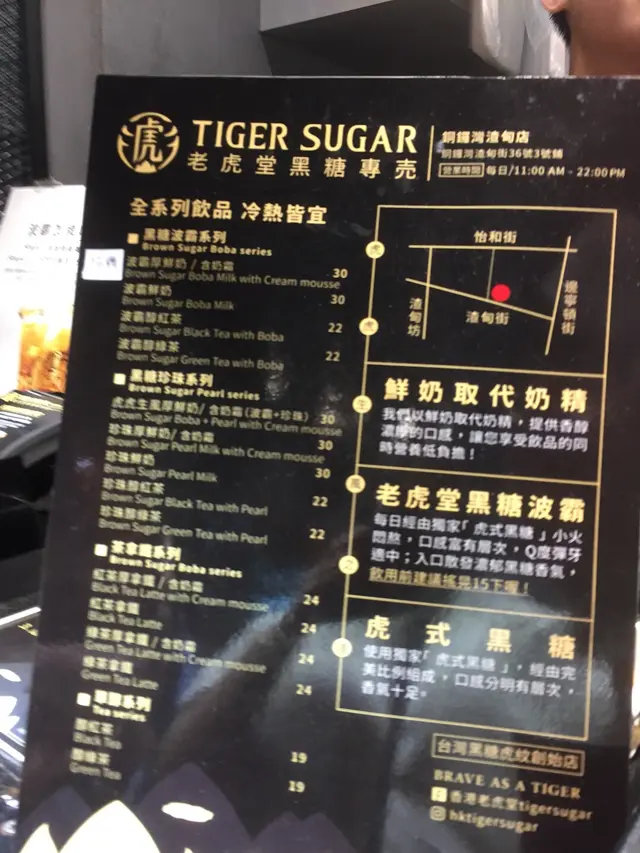 虎
TIGER SUGAR
老虎堂黑糖專売
銅鑼灣渣甸店
銅鑼灣渣甸街36號3號舖
營業時間 每日/11:00 AM - 22:00 PM
全系列飲品 冷熱皆宜
黑糖波霸系列
Brown Sugar Boba series
波霸厚鮮奶 / 含奶霜
Brown Sugar Boba Milk with Cream mousse 30
波霸鮮奶
Brown Sugar Boba Milk 30
波霸醇紅茶
Brown Sugar Black Tea with Boba 22
波霸醇綠茶
Brown Sugar Green Tea with Boba 22
黑糖珍珠系列
Brown Sugar Pearl series
虎虎生風厚鮮奶/ 含奶霜 (波霸+珍珠) 30
Brown Sugar Boba + Pearl with Cream mousse
珍珠厚鮮奶/ 含奶霜 30
Brown Sugar Pearl Milk with Cream mousse
珍珠鮮奶 30
Brown Sugar Pearl Milk
珍珠醇紅茶 22
Brown Sugar Black Tea with Pearl
珍珠醇綠茶 22
Brown Sugar Green Tea with Pearl
茶拿鐵系列
Brown Sugar Boba series
紅茶厚拿鐵 / 含奶霜
Black Tea Latte with Cream mousse 24
紅茶拿鐵
Black Tea Latte 24
綠茶厚拿鐵 / 含奶霜
Green Tea Latte with Cream mousse 24
綠茶拿鐵
Green Tea Latte 24
醇系列
Tea series
紅茶
Black Tea 19
醇綠茶
Green Tea 19
怡和街
渣甸坊
渣甸街
邊寧頓街
虎
虎
生
風
鮮奶取代奶精
我們以鮮奶取代奶精，提供香醇
濃厚的口感，讓您享受飲品的同
時營養低負擔！
老虎堂黑糖波霸
每日經由獨家「虎式黑糖」小火
悶熬，口感富有層次，Q度彈牙
適中；入口散發濃郁黑糖香氣，
飲用前建議搖晃15下喔！
虎式黑糖
使用獨家「虎式黑糖」，經由完
美比例組成，口感分明有層次，
香氣十足。
台灣黑糖虎紋創始店
BRAVE AS A TIGER
香港老虎堂tigersugar
hktigersugar